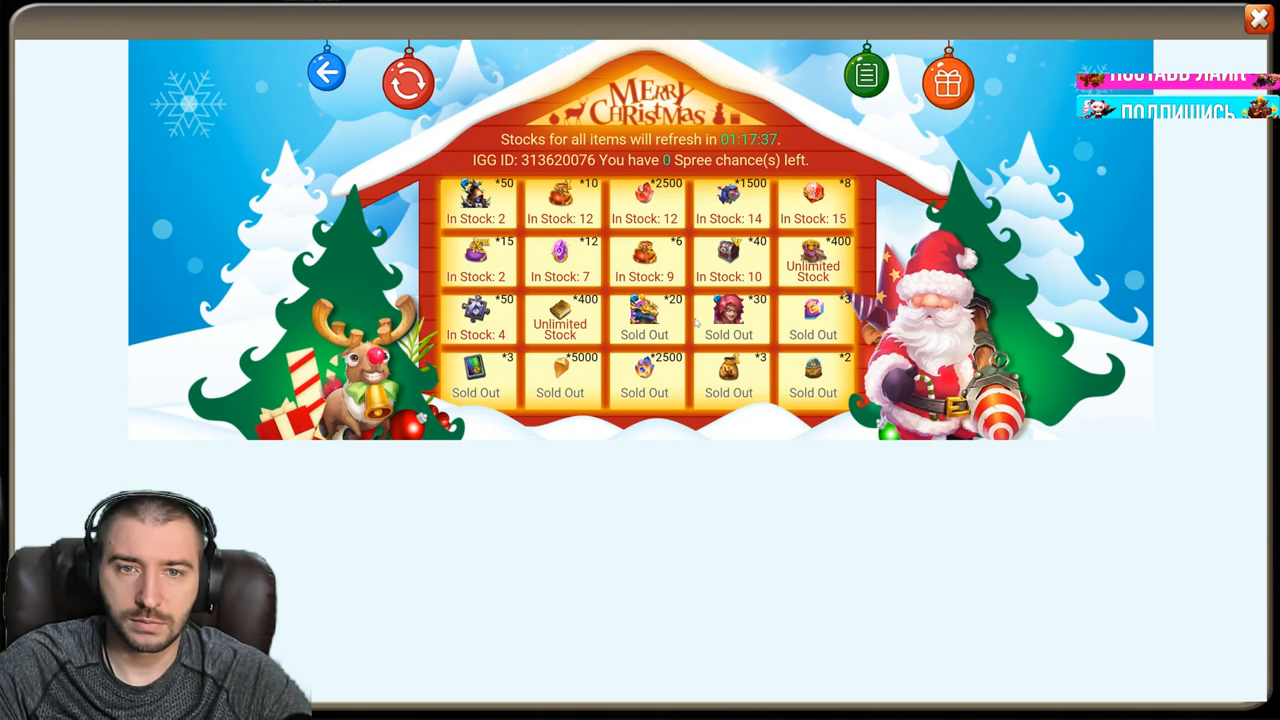 ПОСТАВЬ ЛАЙК
ПОДПИШИСЬ
MERRY
CHRISTMAS
Stocks for all items will refresh in 01:17:37.
IGG ID: 313620076 You have 0 Spree chance(s) left.
*50 *10 *2500 *1500 *8
In Stock: 2 In Stock: 12 In Stock: 12 In Stock: 14 In Stock: 15
*15 *12 *6 *40 *400
In Stock: 2 In Stock: 7 In Stock: 9 In Stock: 10 Unlimited
Stock
*50 *400 *20 *30 *3
In Stock: 4 Unlimited Sold Out Sold Out Sold Out
Stock
*3 *5000 *2500 *3 *2
Sold Out Sold Out Sold Out Sold Out Sold Out